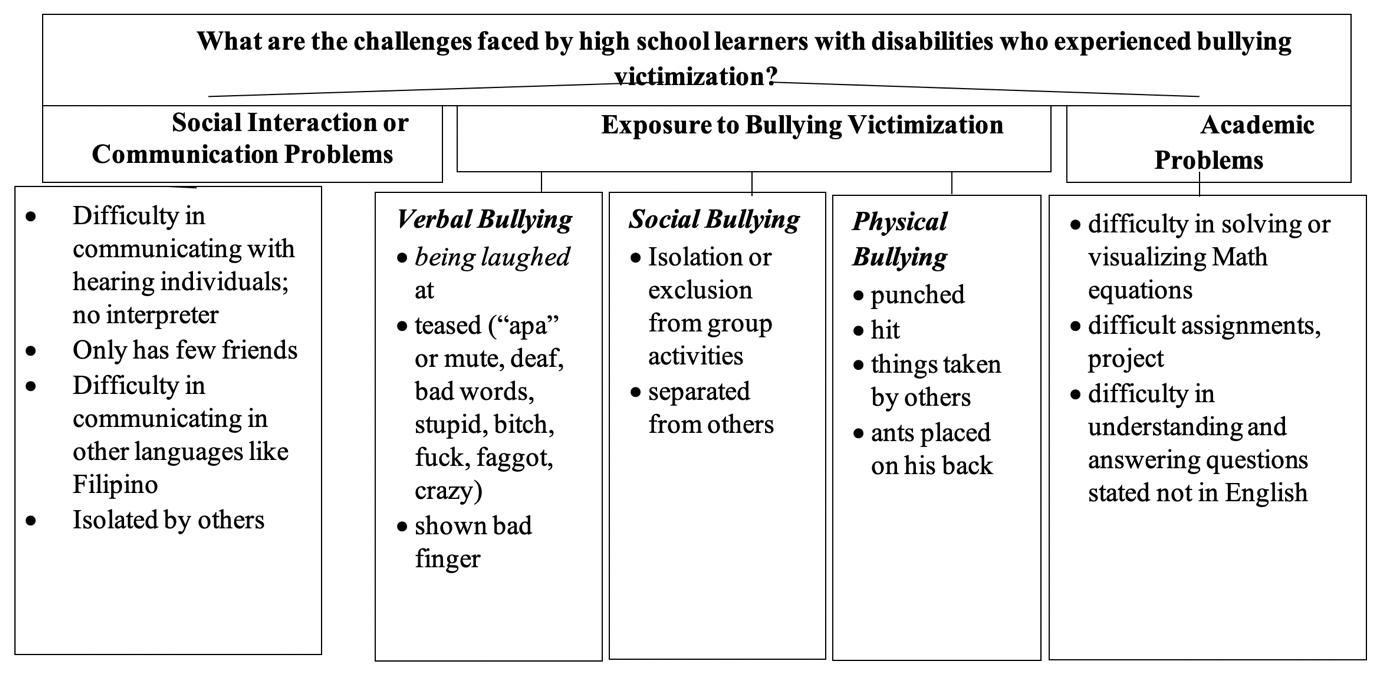 What are the challenges faced by high school learners with disabilities who experienced bullying
victimization?
Social Interaction or
Communication Problems
Exposure to Bullying Victimization
Academic
Problems
• Difficulty in
communicating with
hearing individuals;
no interpreter
• Only has few friends
• Difficulty in
communicating in
other languages like
Filipino
• Isolated by others
Verbal Bullying
• being laughed
at
• teased (“apa”
or mute, deaf,
bad words,
stupid, bitch,
fuck, faggot,
crazy)
• shown bad
finger
Social Bullying
• Isolation or
exclusion
from group
activities
• separated
from others
Physical
Bullying
• punched
• hit
• things taken
by others
• ants placed
on his back
• difficulty in solving or
visualizing Math
equations
• difficult assignments,
project
• difficulty in
understanding and
answering questions
stated not in English